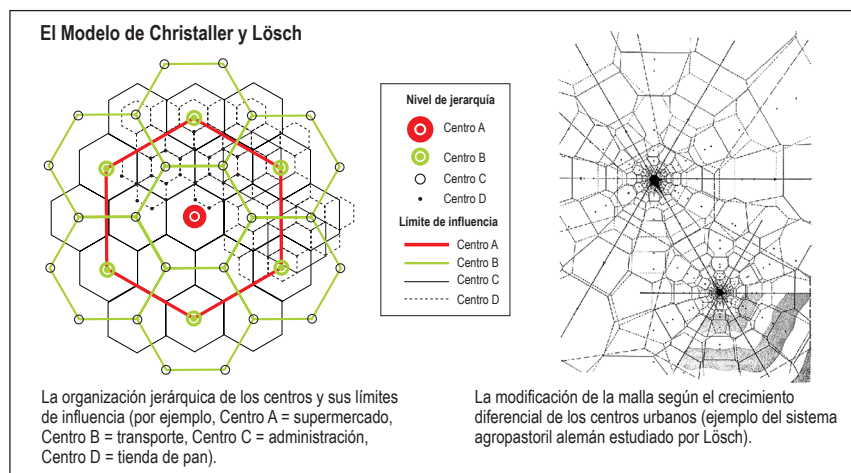 El Modelo de Christaller y Lösch
Nivel de jerarquía
Centro A
Centro B
Centro C
Centro D
Límite de influencia
Centro A
Centro B
Centro C
Centro D
La organización jerárquica de los centros y sus límites
de influencia (por ejemplo, Centro A = supermercado,
Centro B = transporte, Centro C = administración,
Centro D = tienda de pan).
La modificación de la malla según el crecimiento
diferencial de los centros urbanos (ejemplo del sistema
agropastoril alemán estudiado por Lösch).